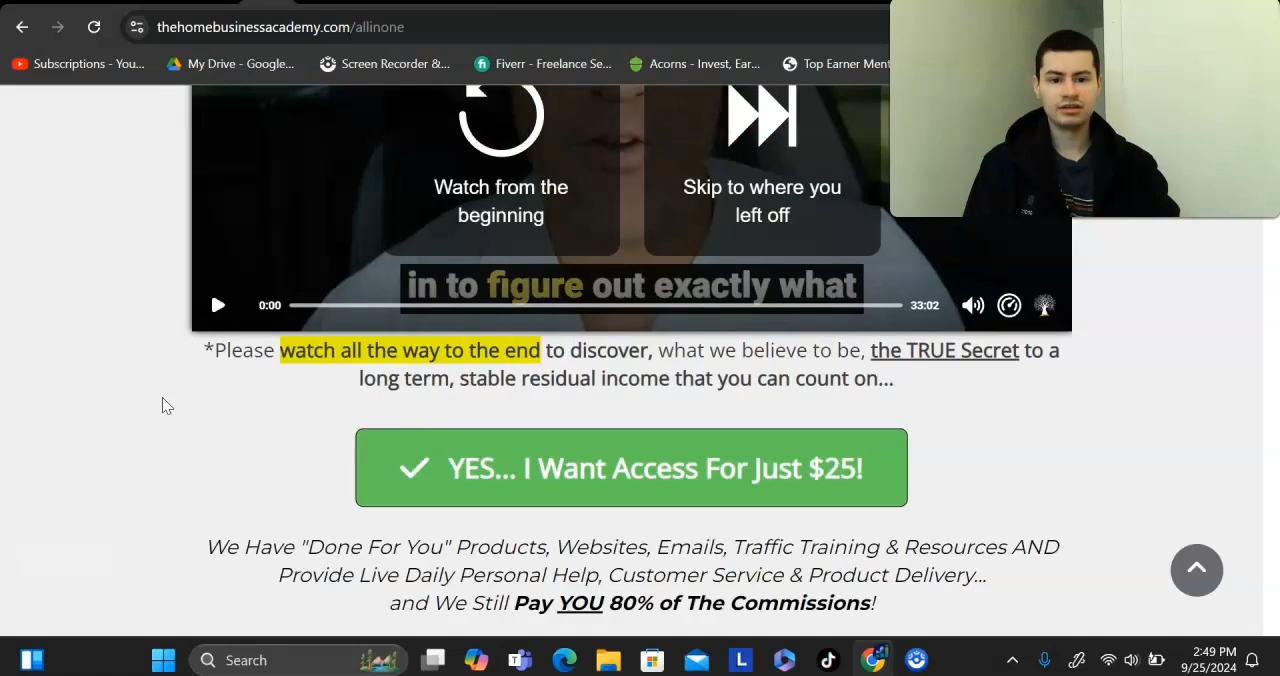 thehomebusinessacademy.com/allinone
Subscriptions - You...
My Drive - Google...
Screen Recorder &...
Fiverr - Freelance Se...
Acorns - Invest, Ear...
Top Earner Ment
Watch from the
beginning
Skip to where you
left off
in to figure out exactly what
0:00
33:02
*Please watch all the way to the end to discover, what we believe to be, the TRUE Secret to a
long term, stable residual income that you can count on...
YES... I Want Access For Just $25!
We Have "Done For You" Products, Websites, Emails, Traffic Training & Resources AND
Provide Live Daily Personal Help, Customer Service & Product Delivery...
and We Still Pay YOU 80% of The Commissions!
Search
2:49 PM
9/25/2024